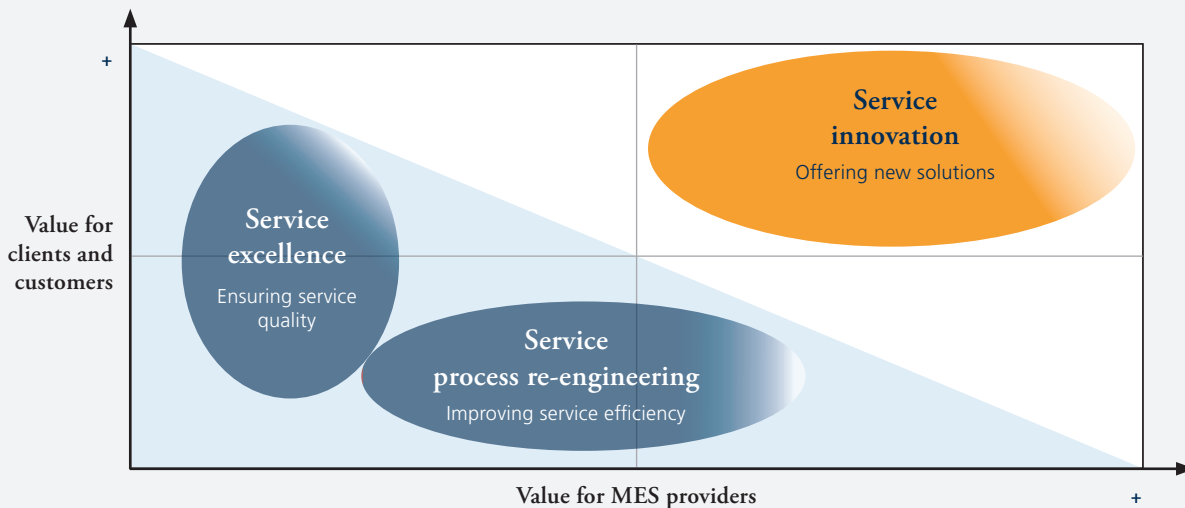 +
Value for
clients and
customers
Service
excellence
Ensuring service
quality
Service
process re-engineering
Improving service efficiency
Service
innovation
Offering new solutions
Value for MES providers
+